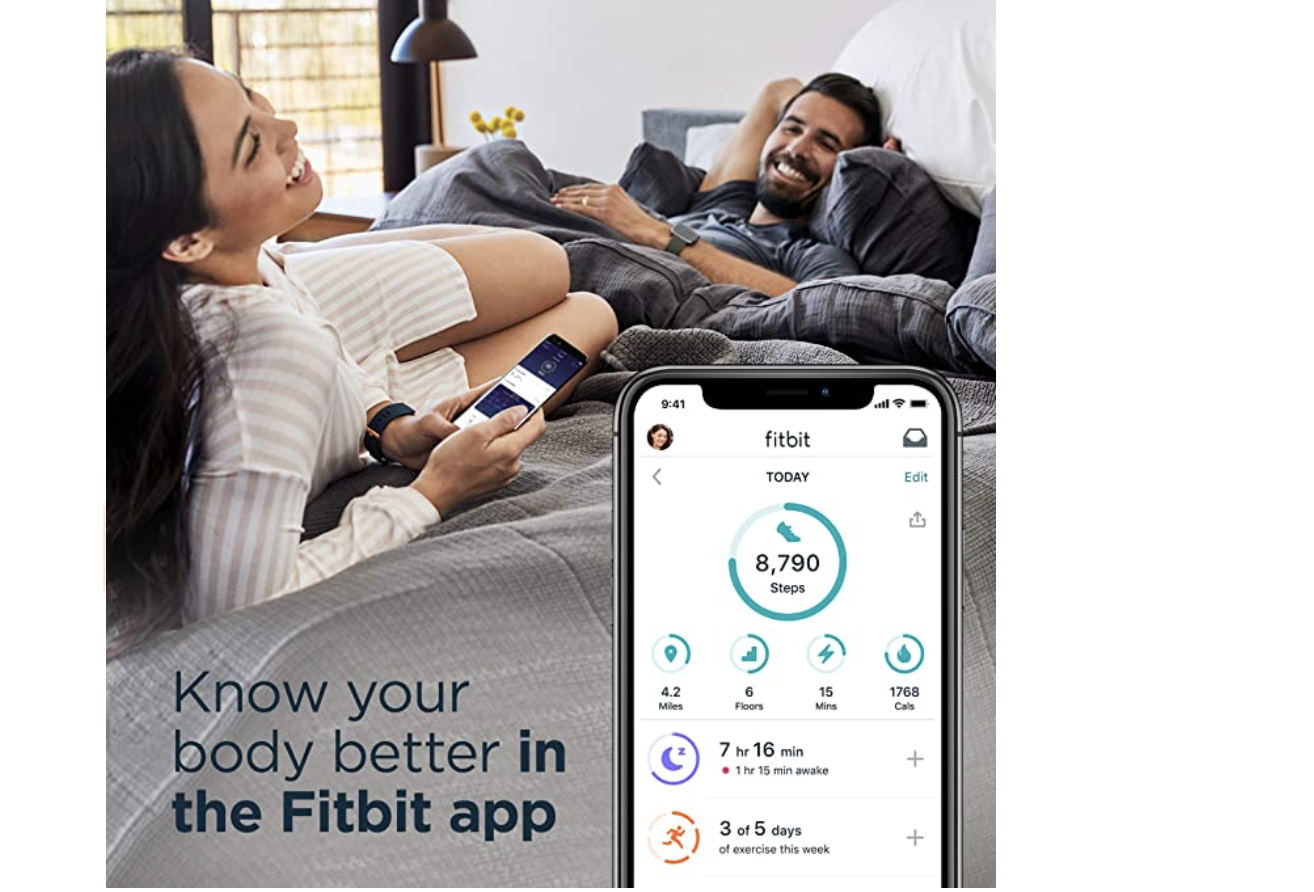 9:41
fitbit
TODAY
Edit
8,790
Steps
4.2 6 15 1768
Miles Floors Mins Cals
7 hr 16 min
1 hr 15 min awake
3 of 5 days
of exercise this week
Know your
body better in
the Fitbit app